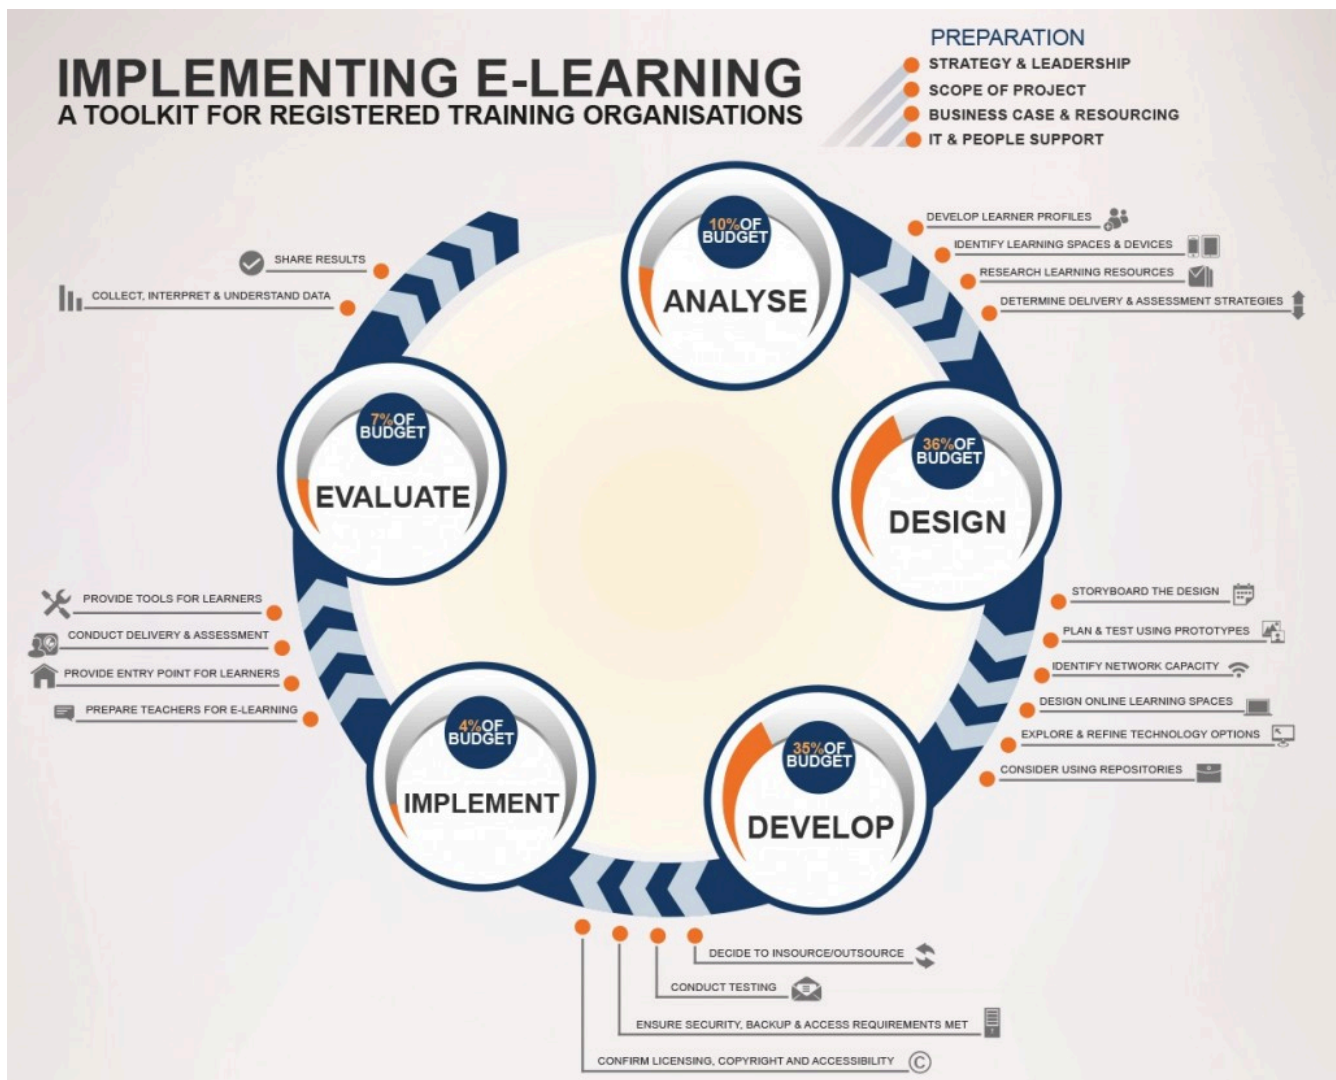 IMPLEMENTING E-LEARNING
A TOOLKIT FOR REGISTERED TRAINING ORGANISATIONS
PREPARATION
STRATEGY & LEADERSHIP
SCOPE OF PROJECT
BUSINESS CASE & RESOURCING
IT & PEOPLE SUPPORT
10% OF
BUDGET
ANALYSE
DEVELOP LEARNER PROFILES
IDENTIFY LEARNING SPACES & DEVICES
RESEARCH LEARNING RESOURCES
DETERMINE DELIVERY & ASSESSMENT STRATEGIES
36% OF
BUDGET
DESIGN
STORYBOARD THE DESIGN
PLAN & TEST USING PROTOTYPES
IDENTIFY NETWORK CAPACITY
DESIGN ONLINE LEARNING SPACES
EXPLORE & REFINE TECHNOLOGY OPTIONS
CONSIDER USING REPOSITORIES
35% OF
BUDGET
DEVELOP
DECIDE TO INSOURCE/OUTSOURCE
CONDUCT TESTING
ENSURE SECURITY, BACKUP & ACCESS REQUIREMENTS MET
CONFIRM LICENSING, COPYRIGHT AND ACCESSIBILITY ©
4% OF
BUDGET
IMPLEMENT
PROVIDE TOOLS FOR LEARNERS
CONDUCT DELIVERY & ASSESSMENT
PROVIDE ENTRY POINT FOR LEARNERS
PREPARE TEACHERS FOR E-LEARNING
7% OF
BUDGET
EVALUATE
SHARE RESULTS
COLLECT, INTERPRET & UNDERSTAND DATA